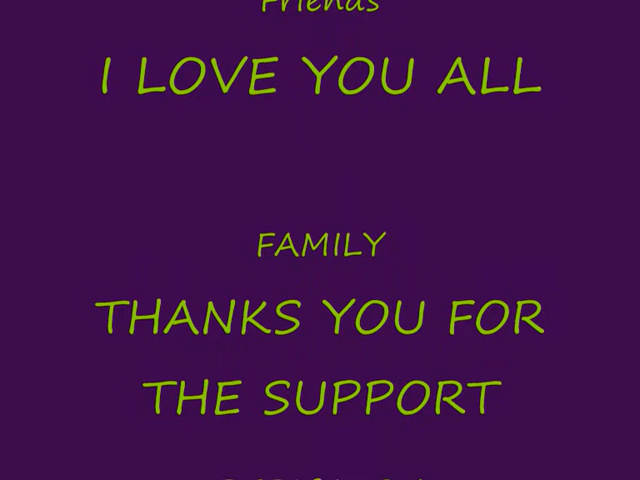 Friends
I LOVE YOU ALL
FAMILY
THANKS YOU FOR
THE SUPPORT